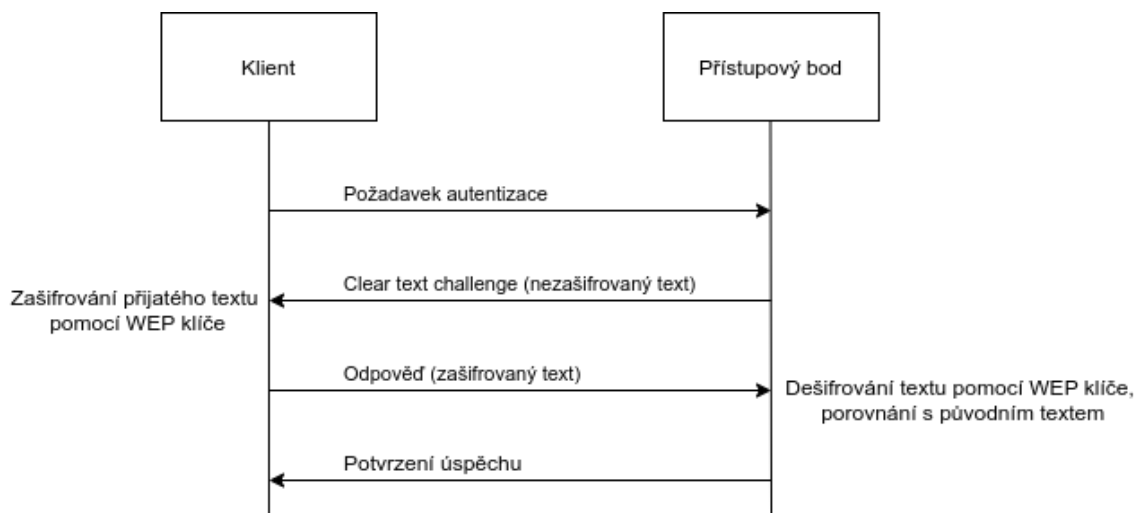 Klient
Přístupový bod
Požadavek autentizace
Clear text challenge (nezašifrovaný text)
Zašifrování přijatého textu
pomocí WEP klíče
Odpověď (zašifrovaný text)
Dešifrování textu pomocí WEP klíče,
porovnání s původním textem
Potvrzení úspěchu